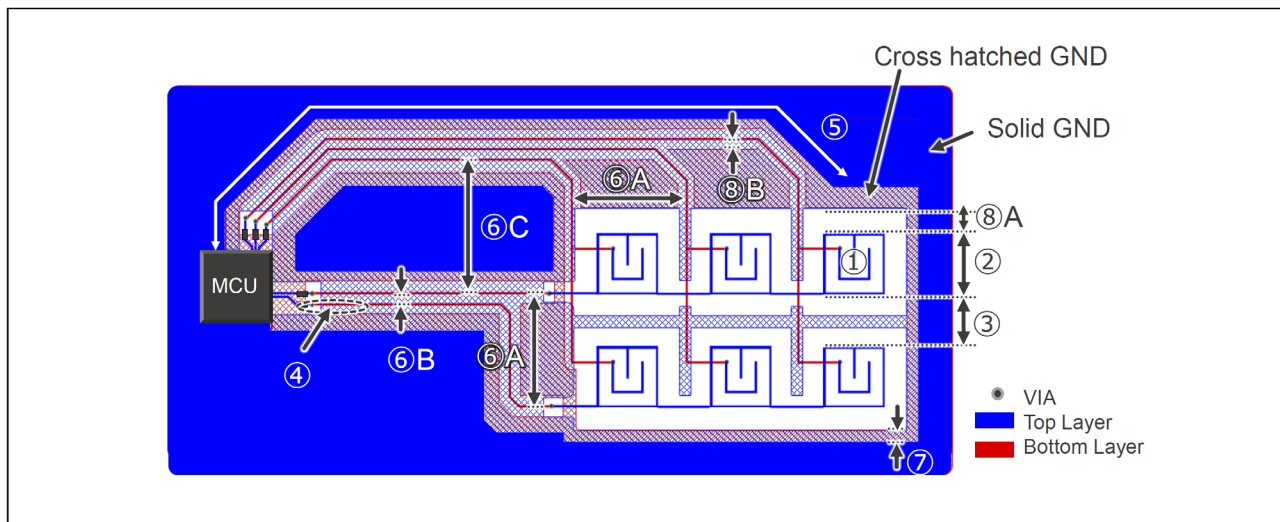 Cross hatched GND
Solid GND
⑤
⑧B
⑥A
⑧A
⑥C
①
②
MCU
③
④
⑥B
⑥A
VIA
Top Layer
Bottom Layer
⑦